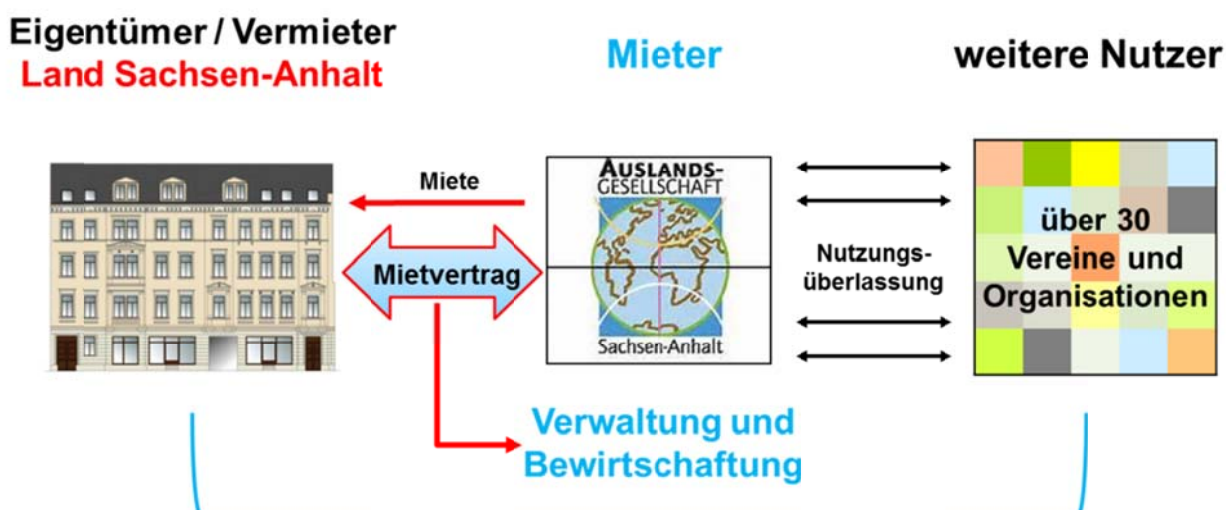 Eigentümer / Vermieter
Land Sachsen-Anhalt
Mieter
weitere Nutzer
Miete
Mietvertrag
AUSLANDS-
GESELLSCHAFT
Sachsen-Anhalt
Nutzungs-
überlassung
über 30
Vereine und
Organisationen
Verwaltung und
Bewirtschaftung